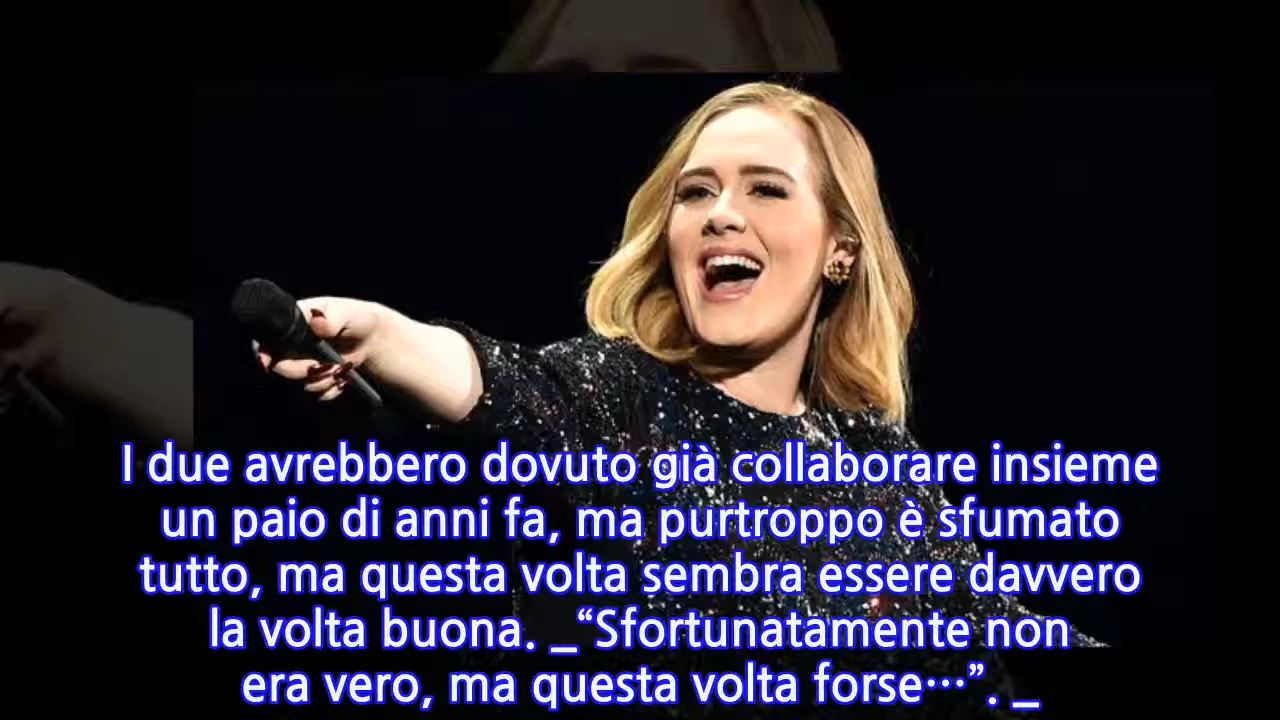 I due avrebbero dovuto già collaborare insieme
un paio di anni fa, ma purtroppo è sfumato
tutto, ma questa volta sembra essere davvero
la volta buona. _“Sfortunatamente non
era vero, ma questa volta forse…”. _